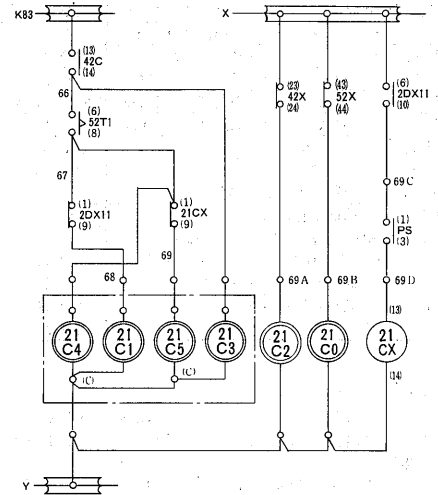 K83
X
(13)
42C
(14)
66
(6)
52T1
(8)
67
(1)
2DX11
(9)
(1)
21CX
(9)
68
69
(23)
42X
(24)
(43)
52X
(44)
(6)
2DX11
(10)
69C
(1)
PS
(3)
69A
69B
69D
(13)
21
C4
21
C1
21
C5
21
C3
21
C2
21
C0
21
CX
(14)
(C)
(C)
Y